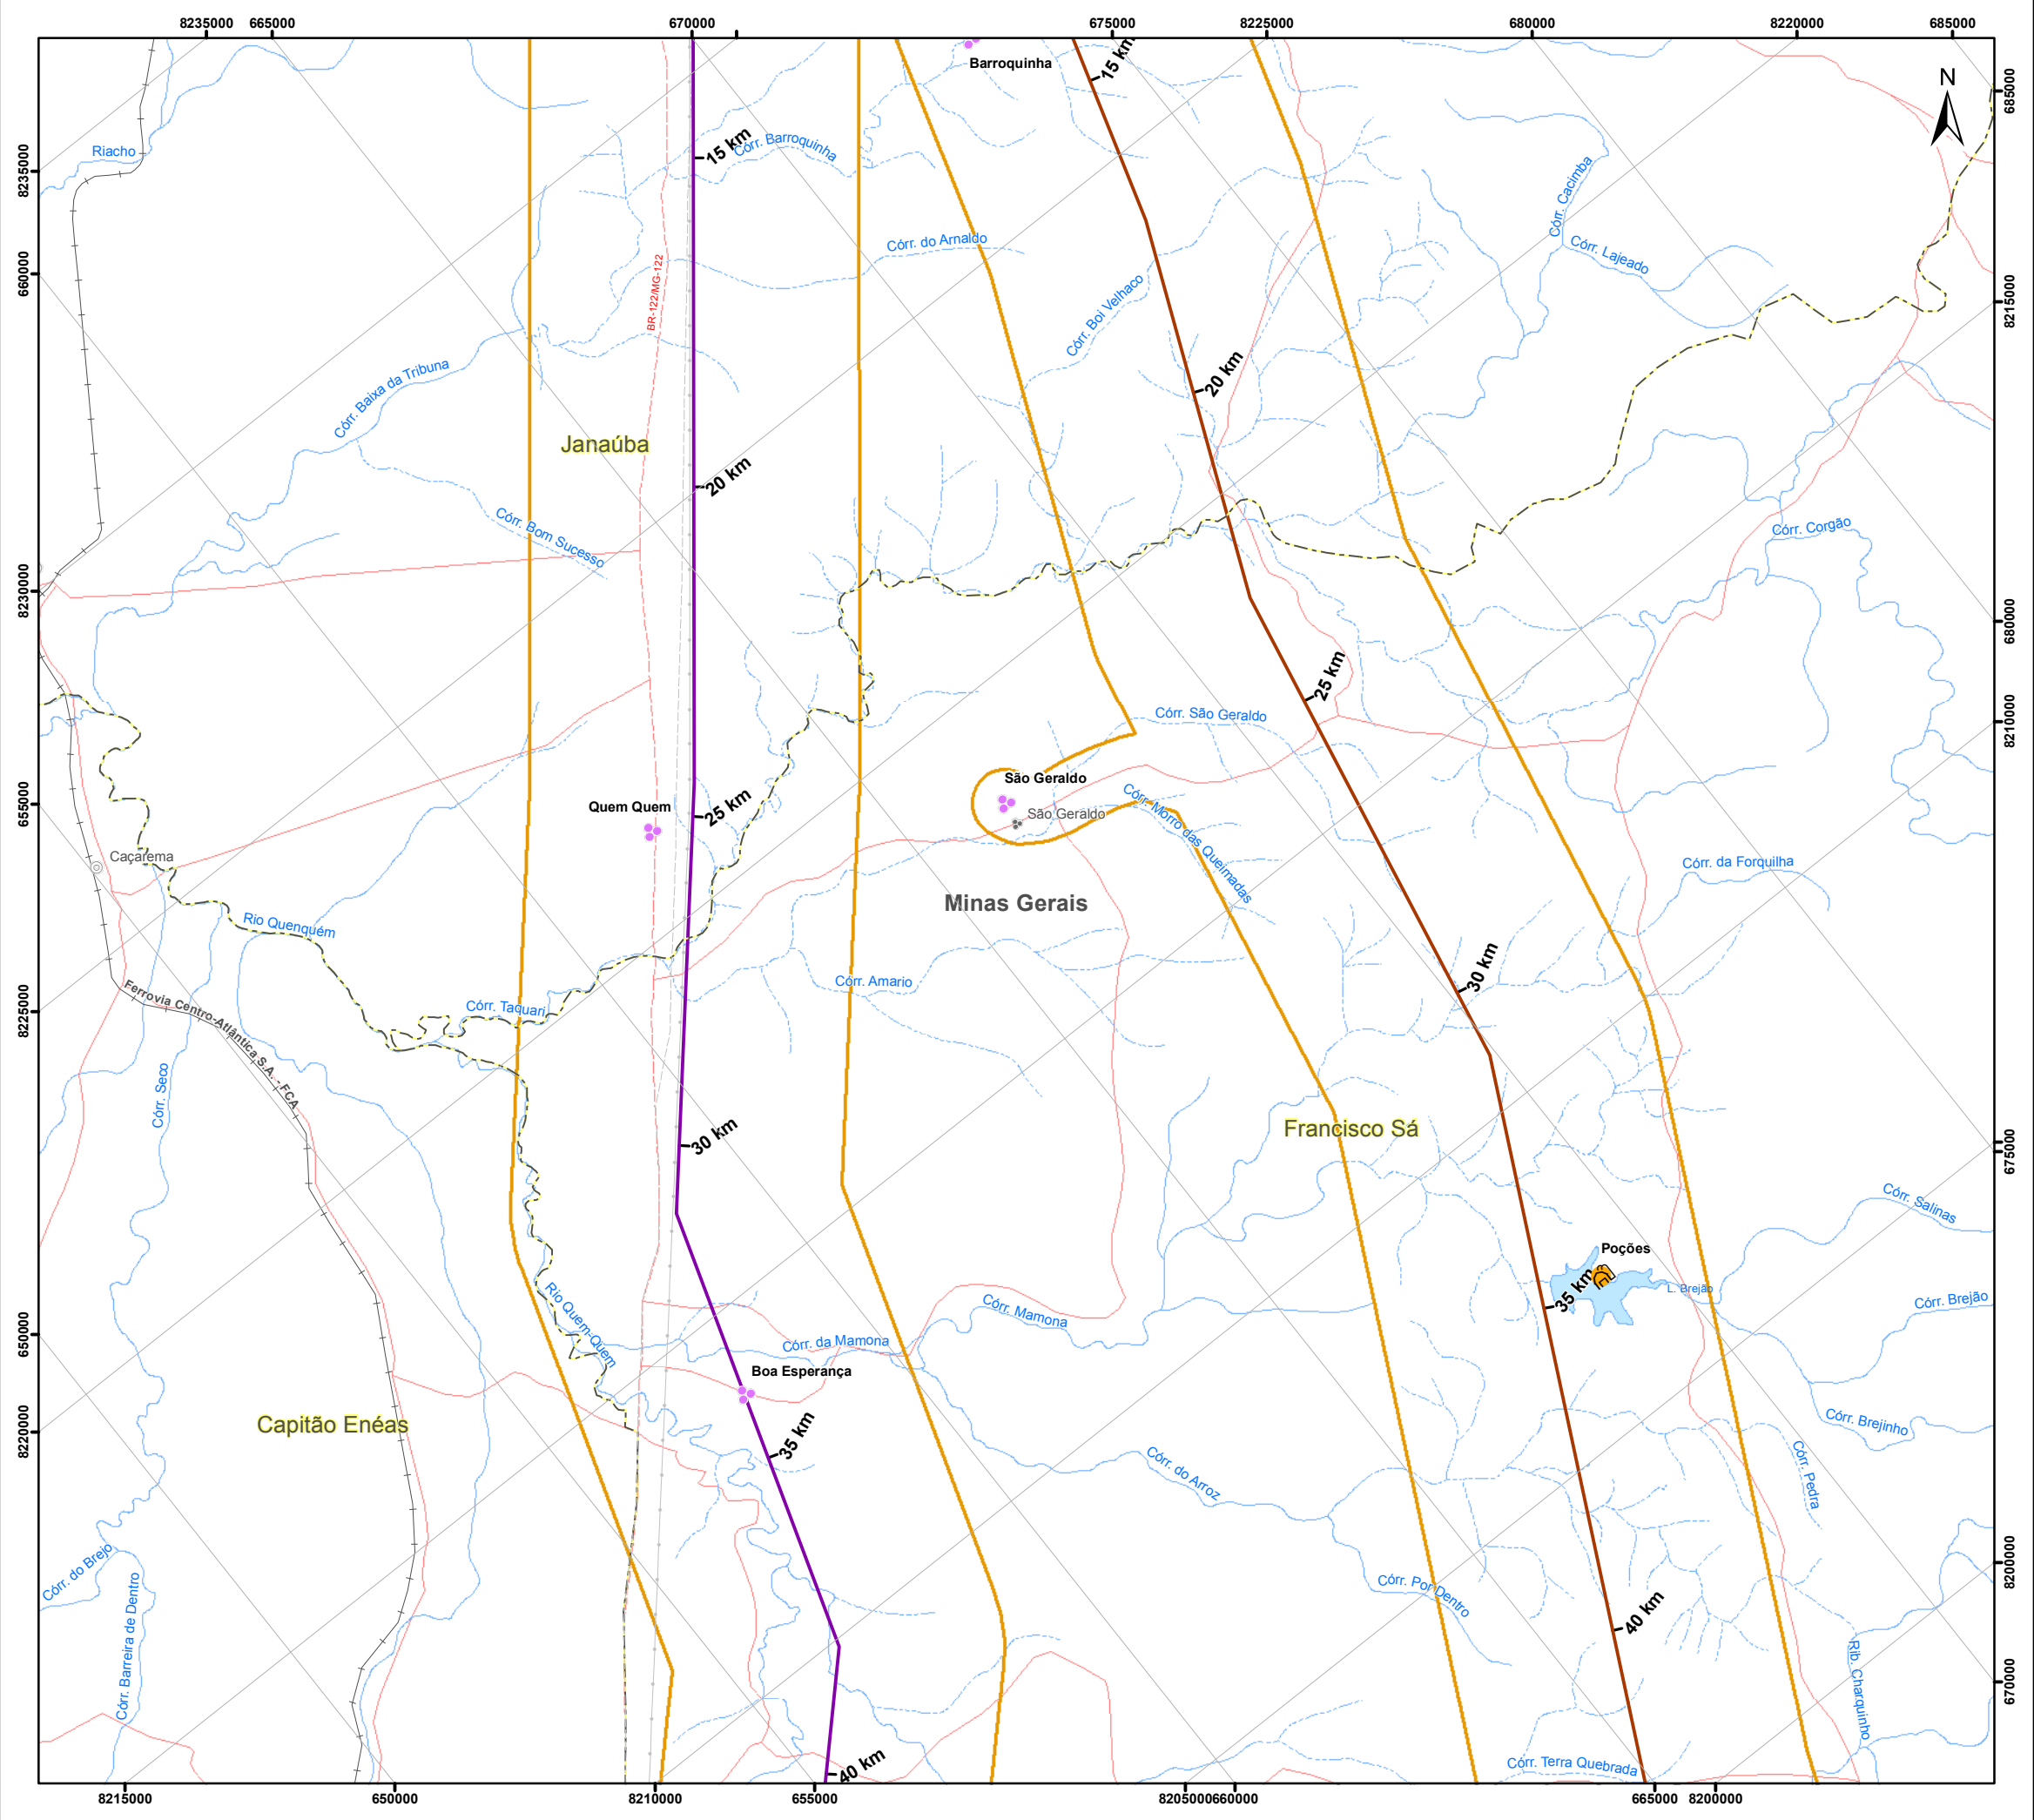 8235000 665000 670000 675000 8225000 680000 8220000 685000
Barroquinha
15 km
N
685000
Riacho
15 km
Córr. Barroquinha
8235000
Córr. Cacimba
Córr. do Arnaldo
Córr. Lajeado
660000
BR-122/MG-122
Córr. Boi Velhaco
8215000
Córr. Baixa da Tribuna
20 km
Janaúba
20 km
Córr. Bom Sucesso
Córr. Corgão
8230000
680000
25 km
Córr. São Geraldo
8210000
São Geraldo
655000
Quem Quem
25 km
São Geraldo
Córr. Morro das Queimadas
Caçarema
Córr. da Forquilha
Minas Gerais
Rio Quenquém
30 km
Córr. Amario
8225000
Ferrovia Centro-Atlântica S.A. - FCA
Córr. Taquari
Córr. Seco
30 km
Francisco Sá
675000
Córr. Salinas
Poções
35 km
L. Brejão
Córr. Brejão
Rio Quem-Quem
Córr. Mamona
650000
Córr. da Mamona
Boa Esperança
Capitão Enéas
8220000
35 km
Córr. Brejinho
Córr. do Arroz
Córr. Pedra
Córr. do Brejo
8200000
Córr. Por Dentro
Córr. Barreira de Dentro
40 km
Rib. Charquinho
670000
40 km
Córr. Terra Quebrada
8215000 650000 8210000 6555000 8205000 660000 665000 8200000